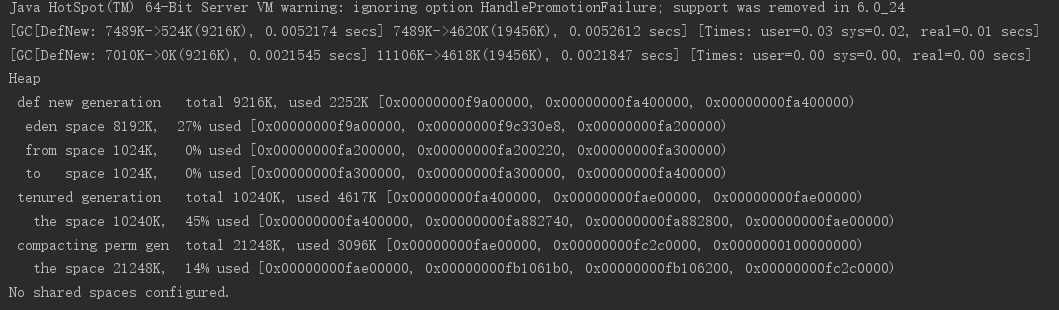 Java HotSpot(TM) 64-Bit Server VM warning: ignoring option HandlePromotionFailure; support was removed in 6.0_24
[GC[DefNew: 7489K->524K(9216K), 0.0052174 secs] 7489K->4620K(19456K), 0.0052612 secs] [Times: user=0.03 sys=0.02, real=0.01 secs]
[GC[DefNew: 7010K->0K(9216K), 0.0021545 secs] 11106K->4618K(19456K), 0.0021847 secs] [Times: user=0.00 sys=0.00, real=0.00 secs]
Heap
def new generation   total 9216K, used 2252K [0x00000000f9a00000, 0x00000000fa400000, 0x00000000fa400000)
eden space 8192K,  27% used [0x00000000f9a00000, 0x00000000f9c330e8, 0x00000000fa200000)
from space 1024K,   0% used [0x00000000fa200000, 0x00000000fa200220, 0x00000000fa300000)
to   space 1024K,   0% used [0x00000000fa300000, 0x00000000fa300000, 0x00000000fa400000)
tenured generation   total 10240K, used 4617K [0x00000000fa400000, 0x00000000fae00000, 0x00000000fae00000)
the space 10240K,  45% used [0x00000000fa400000, 0x00000000fa882740, 0x00000000fa882800, 0x00000000fae00000)
compacting perm gen  total 21248K, used 3096K [0x00000000fae00000, 0x00000000fc2c0000, 0x0000000100000000)
the space 21248K,  14% used [0x00000000fae00000, 0x00000000fb1061b0, 0x00000000fb106200, 0x00000000fc2c0000)
No shared spaces configured.